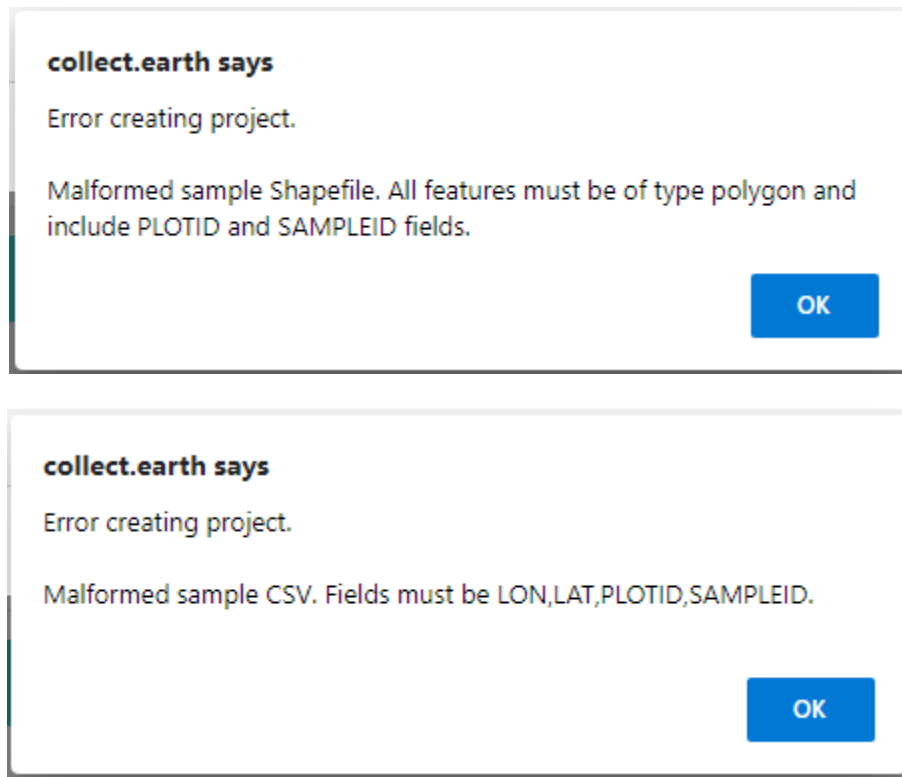 collect.earth says
Error creating project.
Malformed sample Shapefile. All features must be of type polygon and
include PLOTID and SAMPLEID fields.
OK
collect.earth says
Error creating project.
Malformed sample CSV. Fields must be LON,LAT,PLOTID,SAMPLEID.
OK